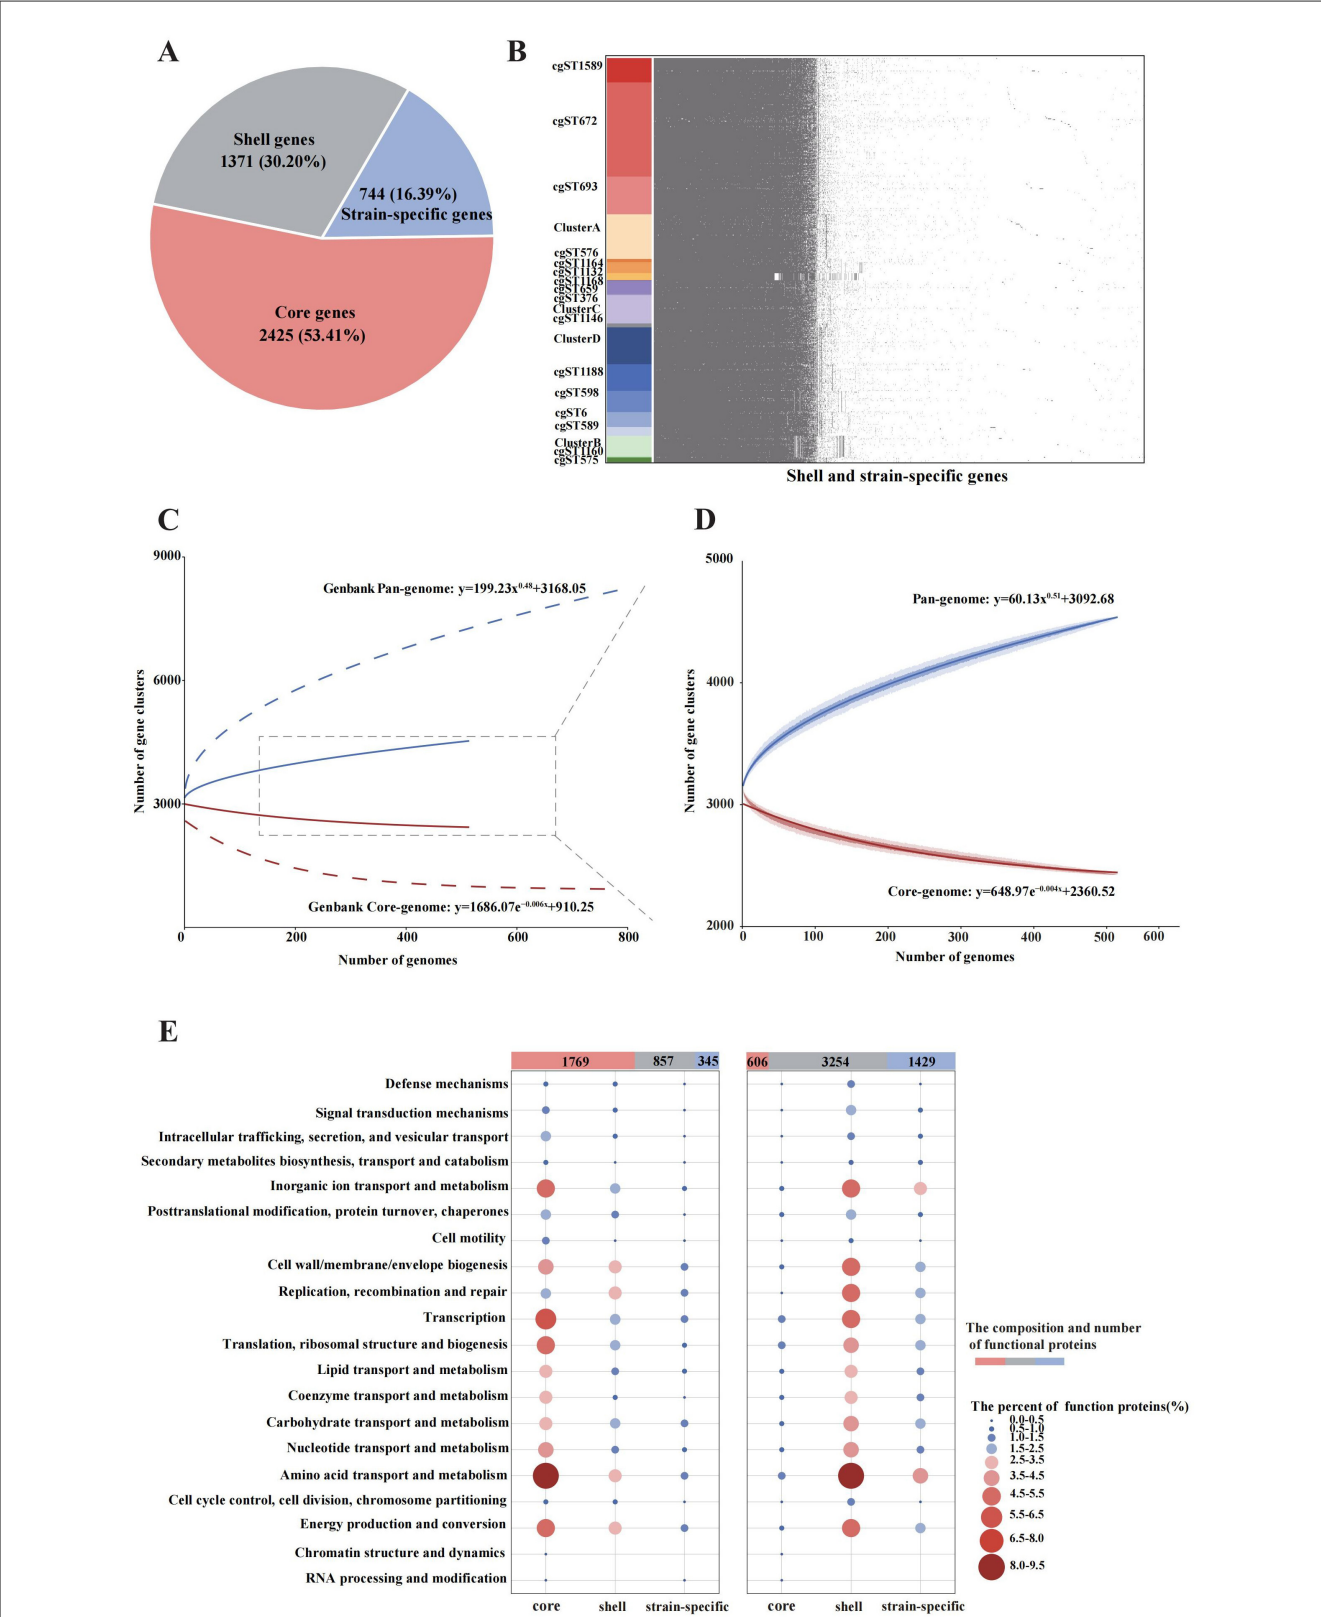 A
Shell genes
1371 (30.20%)
744 (16.39%)
Strain-specific genes
Core genes
2425 (53.41%)
B
cgST1589
cgST672
cgST693
ClusterA
cgST576
cgST1164
cgST1132
cgST1168
cgST659
cgST376
ClusterC
cgST1146
ClusterD
cgST1188
cgST598
cgST6
cgST589
ClusterB
cgST1160
cgST575
Shell and strain-specific genes
C
9000
6000
3000
0 200 400 600 800
Number of gene clusters
Number of genomes
Genbank Pan-genome: y=199.23x^0.48+3168.05
Genbank Core-genome: y=1686.07e^−0.006x+910.25
D
5000
4000
3000
2000
0 100 200 300 400 500 600
Number of gene clusters
Number of genomes
Pan-genome: y=60.13x^0.51+3092.68
Core-genome: y=648.97e^−0.004x+2360.52
E
1769 857 345 606 3254 1429
Defense mechanisms
Signal transduction mechanisms
Intracellular trafficking, secretion, and vesicular transport
Secondary metabolites biosynthesis, transport and catabolism
Inorganic ion transport and metabolism
Posttranslational modification, protein turnover, chaperones
Cell motility
Cell wall/membrane/envelope biogenesis
Replication, recombination and repair
Transcription
Translation, ribosomal structure and biogenesis
Lipid transport and metabolism
Coenzyme transport and metabolism
Carbohydrate transport and metabolism
Nucleotide transport and metabolism
Amino acid transport and metabolism
Cell cycle control, cell division, chromosome partitioning
Energy production and conversion
Chromatin structure and dynamics
RNA processing and modification
core shell strain-specific core shell strain-specific
The composition and number
of functional proteins
The percent of function proteins(%)
0.0-0.5
0.5-1.0
1.0-1.5
1.5-2.5
2.5-3.5
3.5-4.5
4.5-5.5
5.5-6.5
6.5-8.0
8.0-9.5